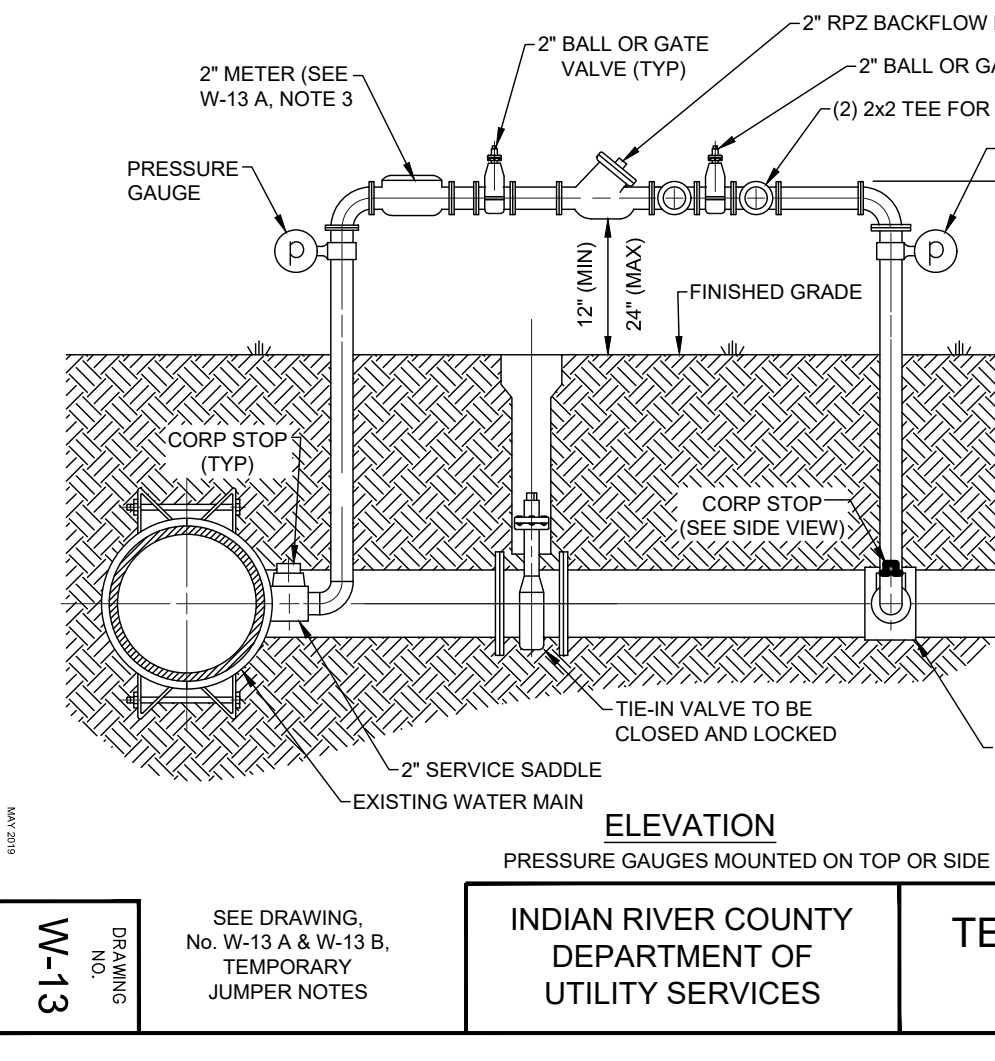 2" RPZ BACKFLOW
2" BALL OR GATE
VALVE (TYP)
2" BALL OR GA
2" METER (SEE
W-13 A, NOTE 3
(2) 2x2 TEE FOR
PRESSURE
GAUGE
p
p
12" (MIN)
24" (MAX)
FINISHED GRADE
CORP STOP
(TYP)
CORP STOP
(SEE SIDE VIEW)
TIE-IN VALVE TO BE
CLOSED AND LOCKED
2" SERVICE SADDLE
EXISTING WATER MAIN
ELEVATION
PRESSURE GAUGES MOUNTED ON TOP OR SIDE
MAY 2019
DRAWING
NO.
W-13
SEE DRAWING,
No. W-13 A & W-13 B,
TEMPORARY
JUMPER NOTES
INDIAN RIVER COUNTY
DEPARTMENT OF
UTILITY SERVICES
TE